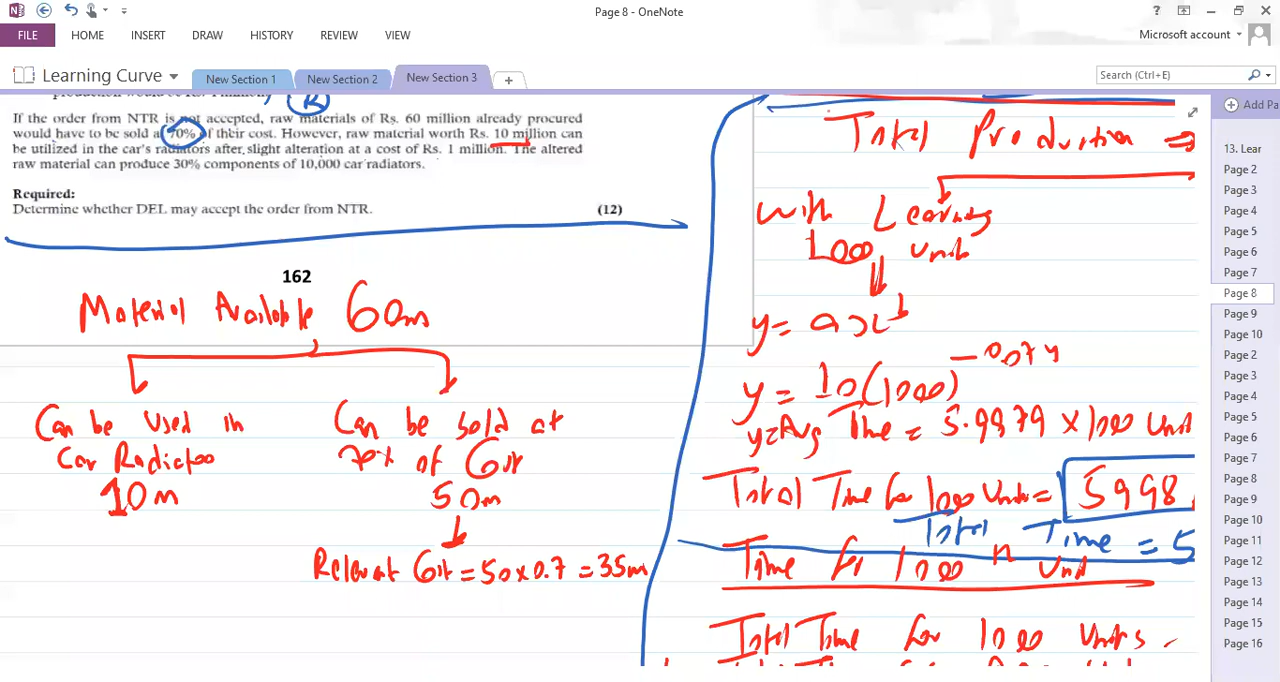 Page 8 - OneNote
FILE HOME INSERT DRAW HISTORY REVIEW VIEW
Microsoft account
Learning Curve New Section 1 New Section 2 New Section 3 +
Search (Ctrl+E)
If the order from NTR is not accepted, raw materials of Rs. 60 million already procured
would have to be sold a 70% of their cost. However, raw material worth Rs. 10 million can
be utilized in the car's radiators after slight alteration at a cost of Rs. 1 million. The altered
raw material can produce 30% components of 10,000 car radiators.
Required:
Determine whether DEL may accept the order from NTR. (12)
162
Material Available 60m
Can be used in
Car Radiator
10m
Can be sold at
70% of Cost
50m
Relevant Cost = 50 x 0.7 = 35m
Total Production ⇒
With Learning
1000 Units
y = ax
y = 10(1000)^-0.074
y=Avg Time = 5.9979 x 1000 Units
Total Time for 1000 Units = 5998
Total Time = 5
Time for 1000 th Unit
Total Time for 1000 Units =
Add Pa
13. Lear
Page 2
Page 3
Page 4
Page 5
Page 6
Page 7
Page 8
Page 9
Page 10
Page 2
Page 3
Page 4
Page 5
Page 6
Page 7
Page 8
Page 9
Page 10
Page 11
Page 12
Page 13
Page 14
Page 15
Page 16